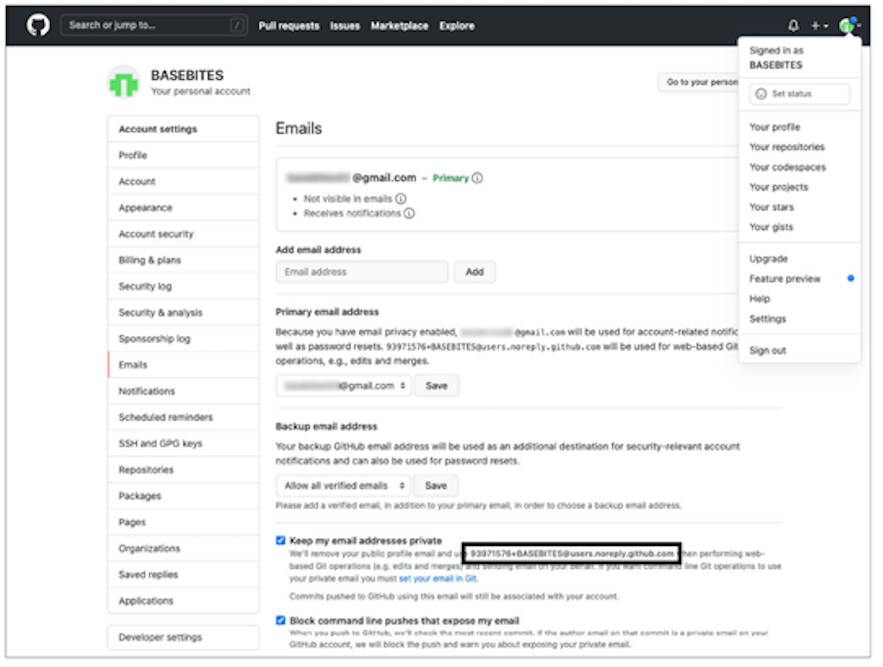 Search or jump to... /
Pull requests Issues Marketplace Explore
Signed in as
BASEBITES
Set status
Your profile
Your repositories
Your codespaces
Your projects
Your stars
Your gists
Upgrade
Feature preview
Help
Settings
Sign out
BASEBITES
Your personal account
Go to your person
Account settings
Profile
Account
Appearance
Account security
Billing & plans
Security log
Security & analysis
Sponsorship log
Emails
Notifications
Scheduled reminders
SSH and GPG keys
Repositories
Packages
Pages
Organizations
Saved replies
Applications
Developer settings
Emails
@gmail.com – Primary
• Not visible in emails
• Receives notifications
Add email address
Email address Add
Primary email address
Because you have email privacy enabled, @gmail.com will be used for account-related notific
well as password resets. 93971576+BASEBITES@users.noreply.github.com will be used for web-based Git
operations, e.g., edits and merges.
@gmail.com Save
Backup email address
Your backup GitHub email address will be used as an additional destination for security-relevant account
notifications and can also be used for password resets.
Allow all verified emails Save
Please add a verified email, in addition to your primary email, in order to choose a backup email address.
Keep my email addresses private
We'll remove your public profile email and use 93971576+BASEBITES@users.noreply.github.com when performing web-
based Git operations (e.g. edits and merges) and sending email on your behalf. If you want command line Git operations to use
your private email you must set your email in Git.
Commits pushed to GitHub using this email will still be associated with your account.
Block command line pushes that expose my email
When you push to GitHub, we'll check the most recent commit. If the author email on that commit is a private email on your
GitHub account, we will block the push and warn you about exposing your private email.